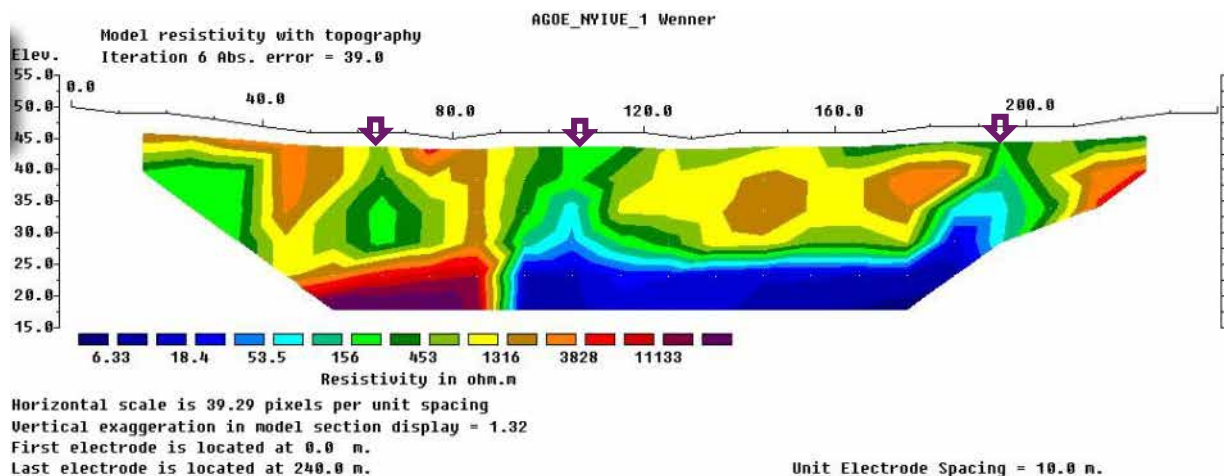 AGOE_NYIVE_1 Wenner
Model resistivity with topography
Iteration 6 Abs. error = 39.0
Elev.
55.0
50.0
45.0
40.0
35.0
30.0
25.0
20.0
15.0
0.0 40.0 80.0 120.0 160.0 200.0
6.33 18.4 53.5 156 453 1316 3828 11133
Resistivity in ohm.m
Horizontal scale is 39.29 pixels per unit spacing
Vertical exaggeration in model section display = 1.32
First electrode is located at 0.0 m.
Last electrode is located at 240.0 m. Unit Electrode Spacing = 10.0 m.